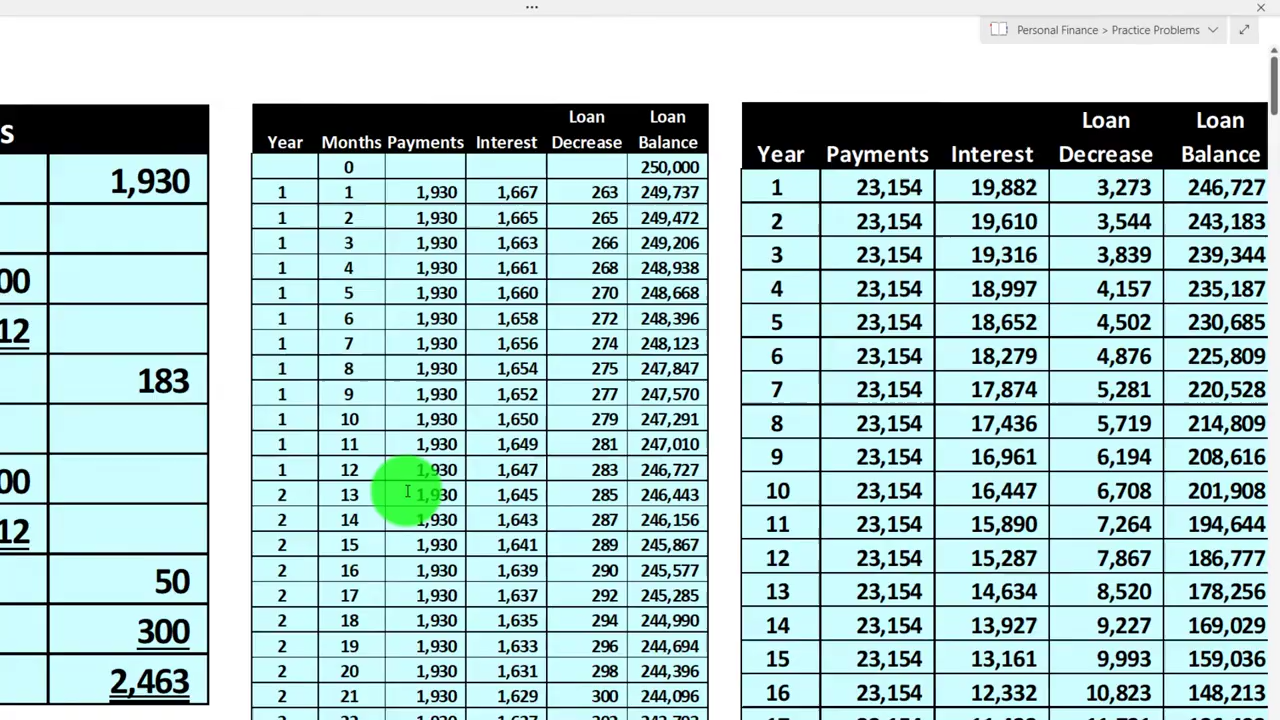 Personal Finance > Practice Problems
s
1,930
00
12
183
00
12
50
300
2,463
Year Months Payments Interest Loan Decrease Loan Balance
0 250,000
1 1 1,930 1,667 263 249,737
1 2 1,930 1,665 265 249,472
1 3 1,930 1,663 266 249,206
1 4 1,930 1,661 268 248,938
1 5 1,930 1,660 270 248,668
1 6 1,930 1,658 272 248,396
1 7 1,930 1,656 274 248,123
1 8 1,930 1,654 275 247,847
1 9 1,930 1,652 277 247,570
1 10 1,930 1,650 279 247,291
1 11 1,930 1,649 281 247,010
1 12 1,930 1,647 283 246,727
2 13 1,930 1,645 285 246,443
2 14 1,930 1,643 287 246,156
2 15 1,930 1,641 289 245,867
2 16 1,930 1,639 290 245,577
2 17 1,930 1,637 292 245,285
2 18 1,930 1,635 294 244,990
2 19 1,930 1,633 296 244,694
2 20 1,930 1,631 298 244,396
2 21 1,930 1,629 300 244,096
Year Payments Interest Loan Decrease Loan Balance
1 23,154 19,882 3,273 246,727
2 23,154 19,610 3,544 243,183
3 23,154 19,316 3,839 239,344
4 23,154 18,997 4,157 235,187
5 23,154 18,652 4,502 230,685
6 23,154 18,279 4,876 225,809
7 23,154 17,874 5,281 220,528
8 23,154 17,436 5,719 214,809
9 23,154 16,961 6,194 208,616
10 23,154 16,447 6,708 201,908
11 23,154 15,890 7,264 194,644
12 23,154 15,287 7,867 186,777
13 23,154 14,634 8,520 178,256
14 23,154 13,927 9,227 169,029
15 23,154 13,161 9,993 159,036
16 23,154 12,332 10,823 148,213